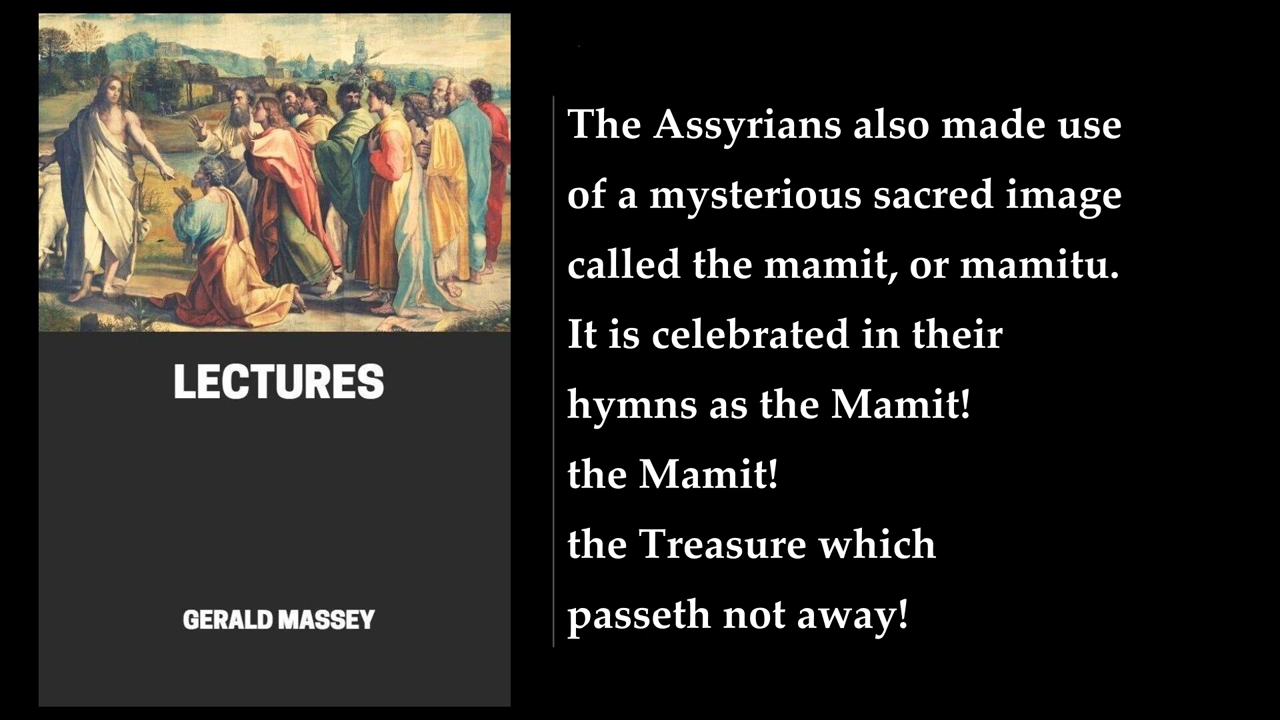 LECTURES
GERALD MASSEY
The Assyrians also made use
of a mysterious sacred image
called the mamit, or mamitu.
It is celebrated in their
hymns as the Mamit!
the Mamit!
the Treasure which
passeth not away!